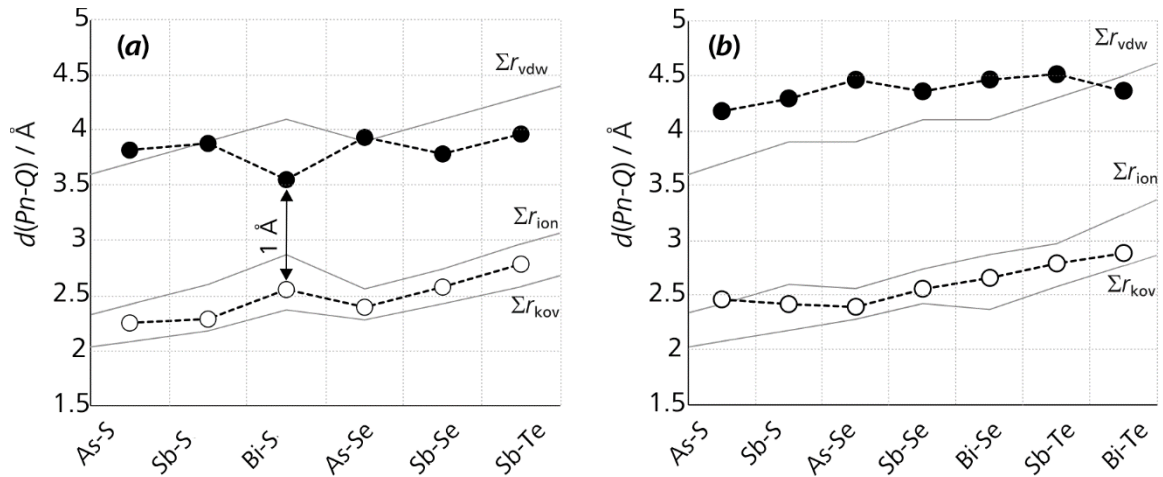 (a)
d(Pn-Q) / Å
5
4.5
4
3.5
3
2.5
2
1.5
Σr_vdw
Σr_ion
Σr_kov
1 Å
As-S
Sb-S
Bi-S
As-Se
Sb-Se
Sb-Te
(b)
d(Pn-Q) / Å
5
4.5
4
3.5
3
2.5
2
1.5
Σr_vdw
Σr_ion
Σr_kov
As-S
Sb-S
As-Se
Sb-Se
Bi-Se
Sb-Te
Bi-Te